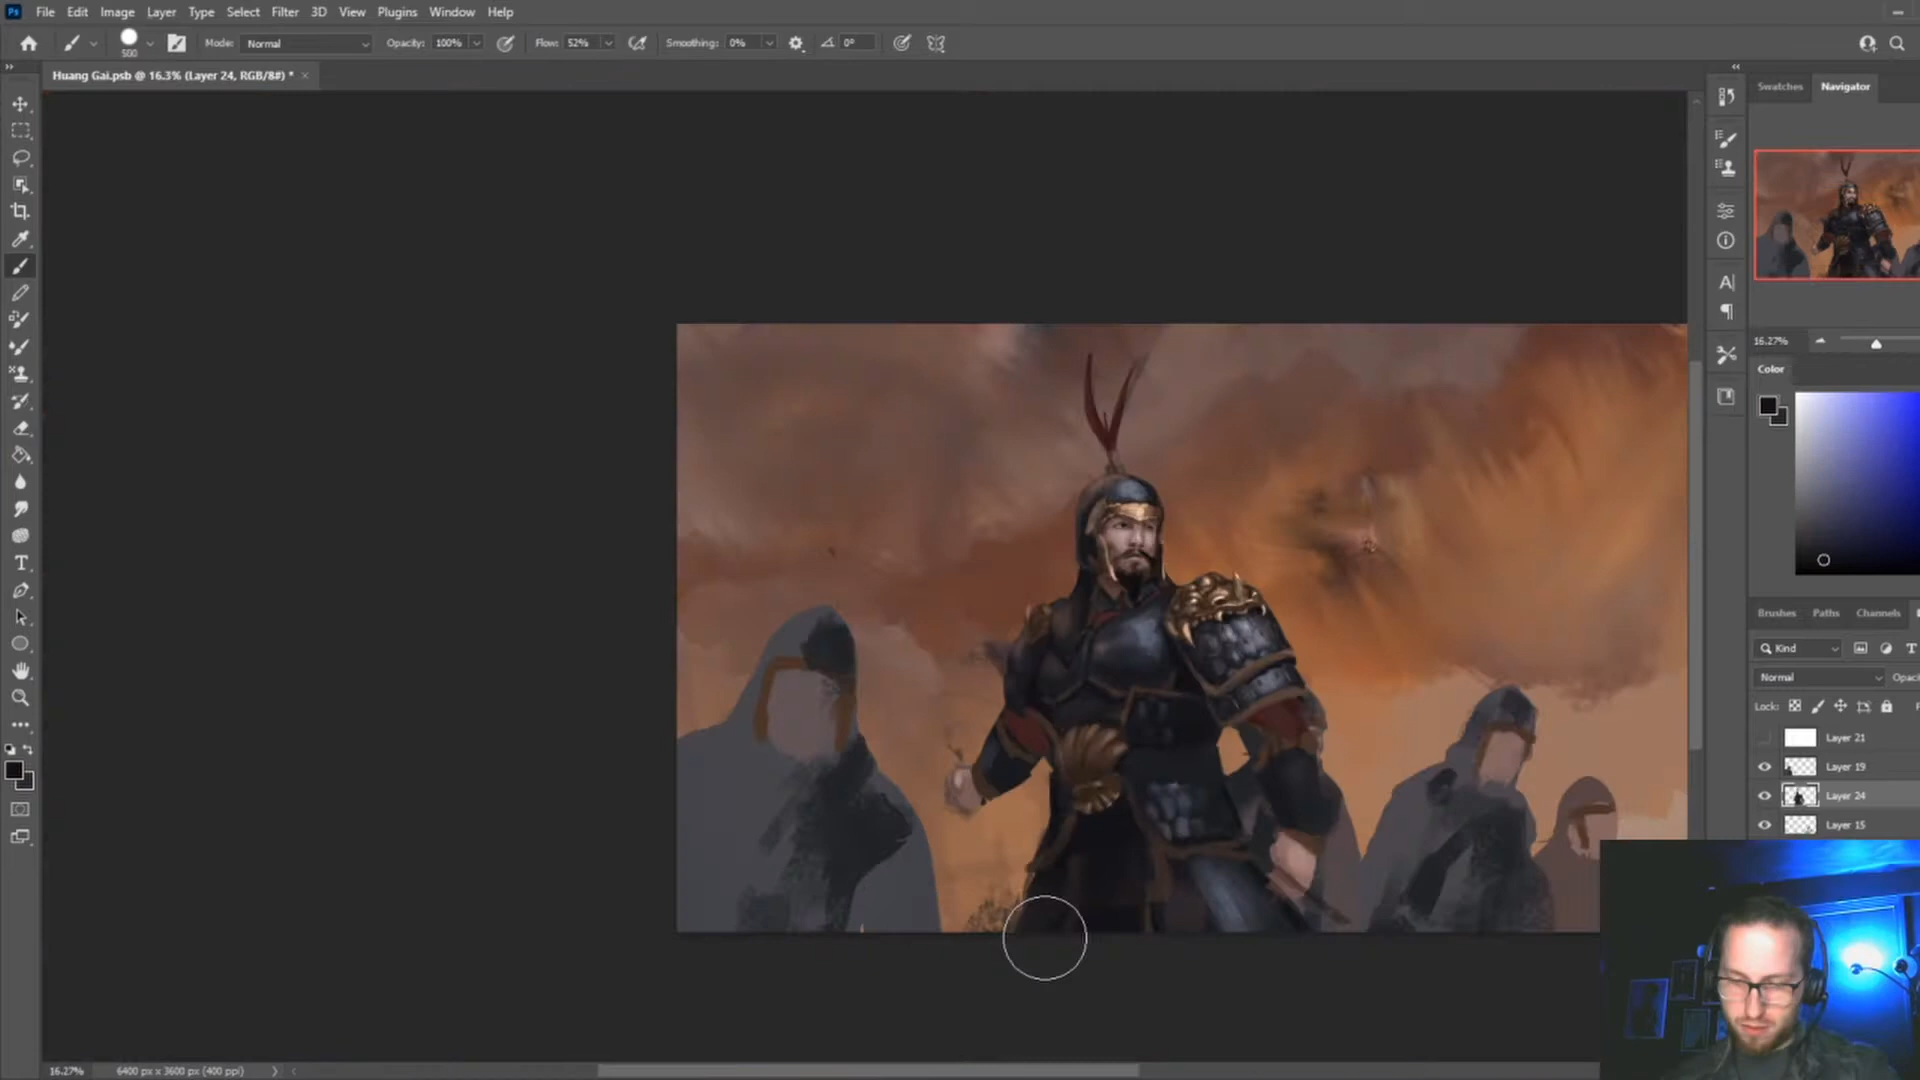 Ps File Edit Image Layer Type Select Filter 3D View Plugins Window Help
500 Mode: Normal Opacity: 100% Flow: 52% Smoothing: 0% 0°
Huang Gai.psb @ 16.3% (Layer 24, RGB/8#) * ×
Swatches Navigator
16.27%
Color
Brushes Paths Channels
Kind
Normal Opac
Lock:
Layer 21
Layer 19
Layer 24
Layer 15
16.27% 6400 px x 3600 px (400 ppi)